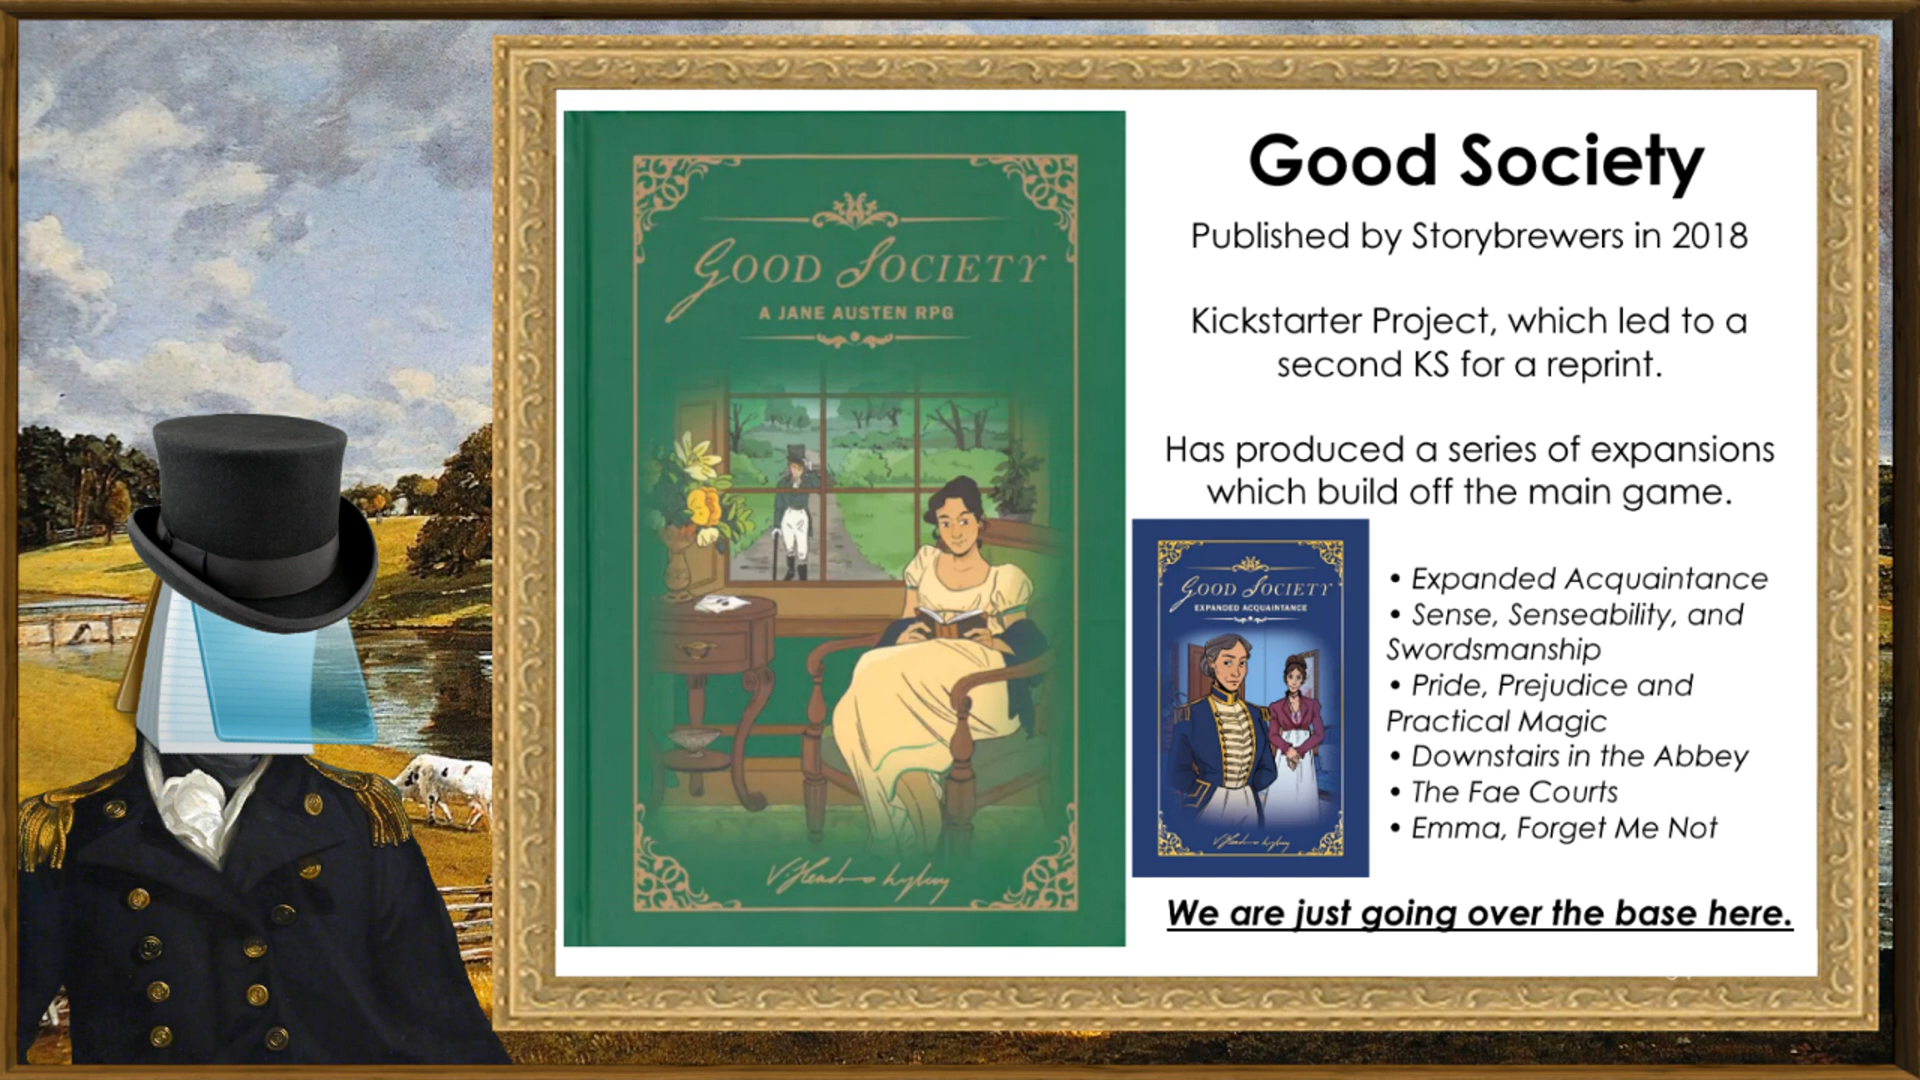 GOOD SOCIETY
A JANE AUSTEN RPG
Good Society
Published by Storybrewers in 2018
Kickstarter Project, which led to a
second KS for a reprint.
Has produced a series of expansions
which build off the main game.
GOOD SOCIETY
EXPANDED ACQUAINTANCE
• Expanded Acquaintance
• Sense, Senseability, and
Swordsmanship
• Pride, Prejudice and
Practical Magic
• Downstairs in the Abbey
• The Fae Courts
• Emma, Forget Me Not
We are just going over the base here.